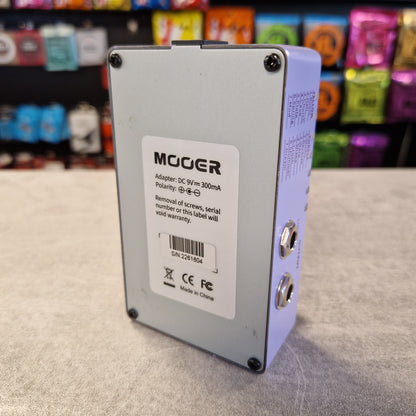 MOOER
Adapter: DC 9V⎓300mA
Polarity:
Removal of screws, serial
number or this label will
void warranty.
S/N:2261604
CE FC
Made in China